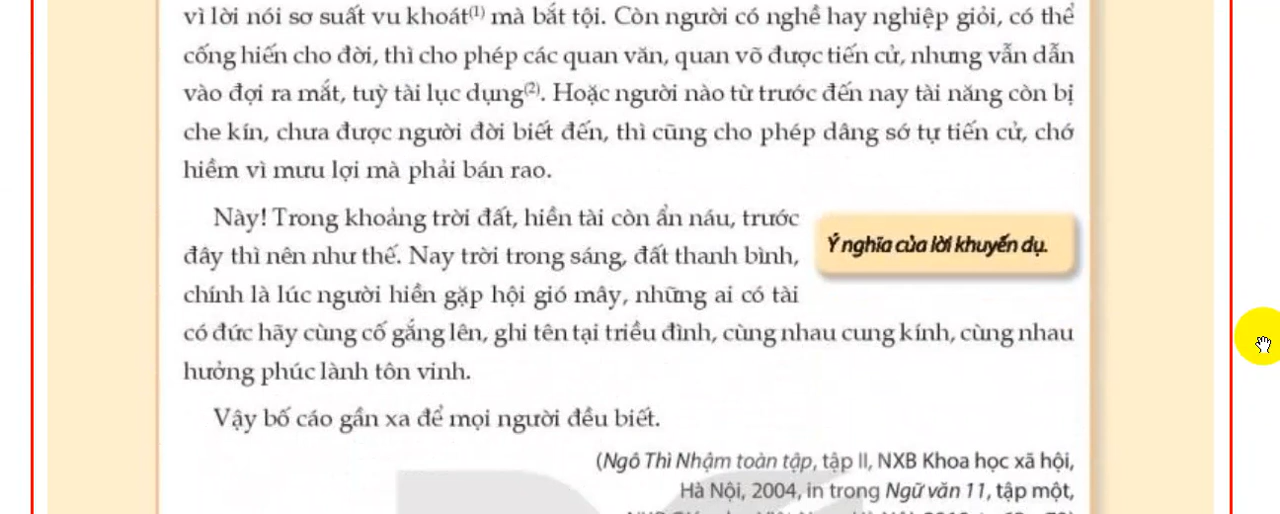 vì lời nói sơ suất vu khoát(1) mà bắt tội. Còn người có nghề hay nghiệp giỏi, có thể
cống hiến cho đời, thì cho phép các quan văn, quan võ được tiến cử, nhưng vẫn dẫn
vào đợi ra mắt, tuỳ tài lục dụng(2). Hoặc người nào từ trước đến nay tài năng còn bị
che kín, chưa được người đời biết đến, thì cũng cho phép dâng sớ tự tiến cử, chớ
hiềm vì mưu lợi mà phải bán rao.
Này! Trong khoảng trời đất, hiền tài còn ẩn náu, trước
đây thì nên như thế. Nay trời trong sáng, đất thanh bình,
chính là lúc người hiền gặp hội gió mây, những ai có tài
có đức hãy cùng cố gắng lên, ghi tên tại triều đình, cùng nhau cung kính, cùng nhau
hưởng phúc lành tôn vinh.
Ý nghĩa của lời khuyến dụ.
Vậy bố cáo gần xa để mọi người đều biết.
(Ngô Thì Nhậm toàn tập, tập II, NXB Khoa học xã hội,
Hà Nội, 2004, in trong Ngữ văn 11, tập một,